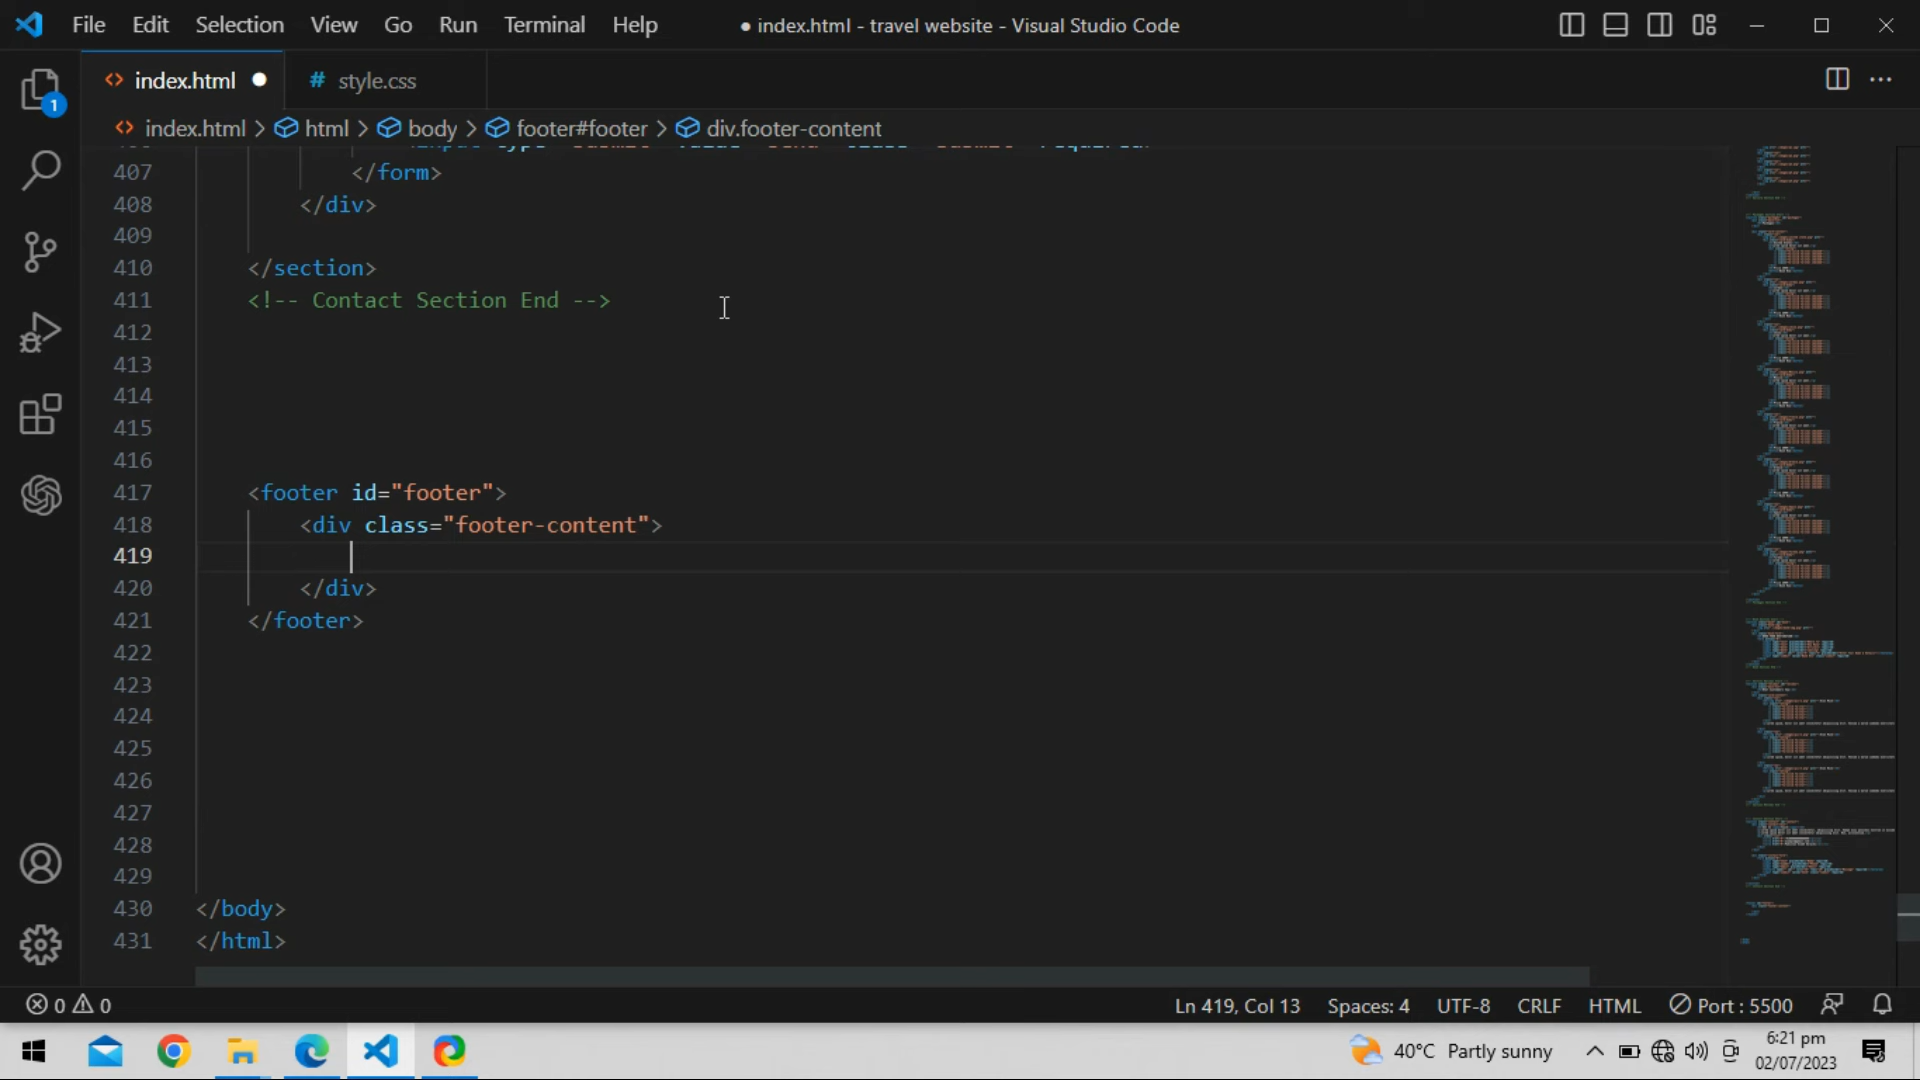 File Edit Selection View Go Run Terminal Help
● index.html - travel website - Visual Studio Code
index.html ●
# style.css
1
index.html > html > body > footer#footer > div.footer-content
407 </form>
408 </div>
409
410 </section>
411 <!-- Contact Section End -->
412
413
414
415
416
417 <footer id="footer">
418 <div class="footer-content">
419
420 </div>
421 </footer>
422
423
424
425
426
427
428
429
430 </body>
431 </html>
0 0
Ln 419, Col 13 Spaces: 4 UTF-8 CRLF HTML Port : 5500
40°C Partly sunny
6:21 pm
02/07/2023